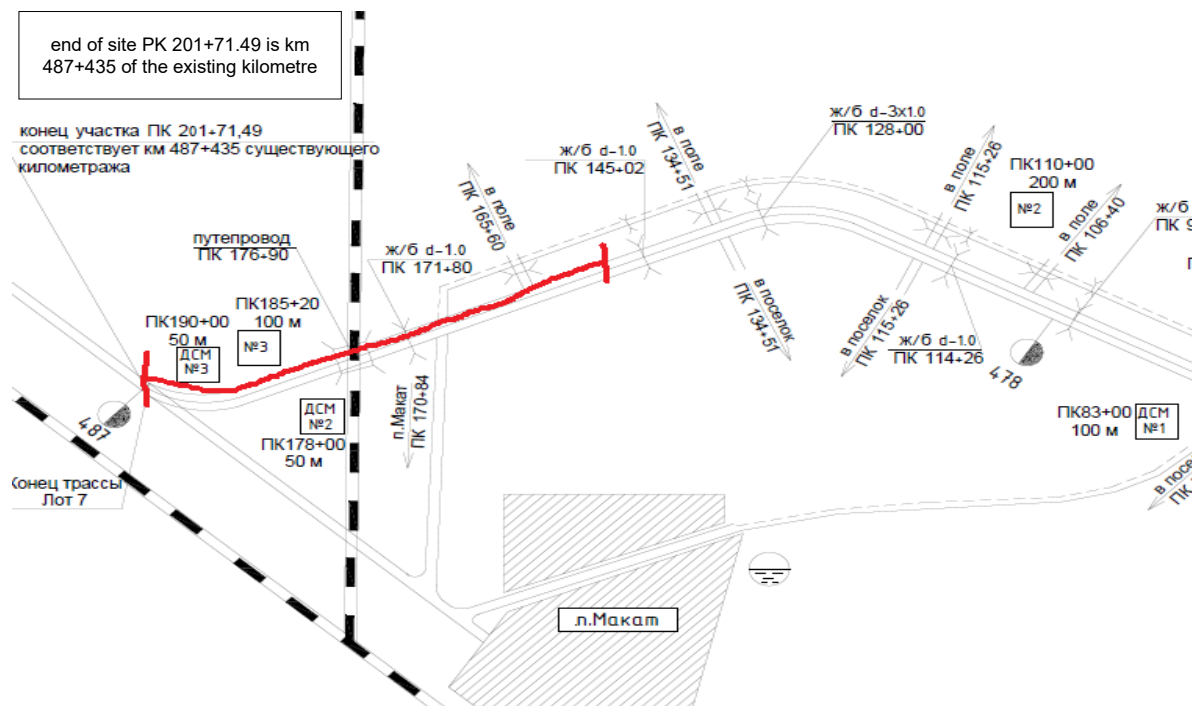 end of site PK 201+71.49 is km
487+435 of the existing kilometre
конец участка ПК 201+71,49
соответствует км 487+435 существующего
километража
путепровод
ПК 176+90
ж/б d-1.0
ПК 171+80
в поле
ПК 165+60
ж/б d-1.0
ПК 145+02
в поле
ПК 134+51
ж/б d-3х1.0
ПК 128+00
в поле
ПК 115+26
ПК110+00
200 м
№2
в поле
ПК 106+40
ж/б
ПК 9
ПК190+00
50 м
ДСМ
№3
ПК185+20
100 м
№3
в поселок
ПК 134+51
в поселок
ПК 115+26
ж/б d-1.0
ПК 114+26
478
487
ДСМ
№2
ПК178+00
50 м
п.Макат
ПК 170+84
ПК83+00
100 м
ДСМ
№1
Конец трассы
Лот 7
в посе
ПК
п.Макат